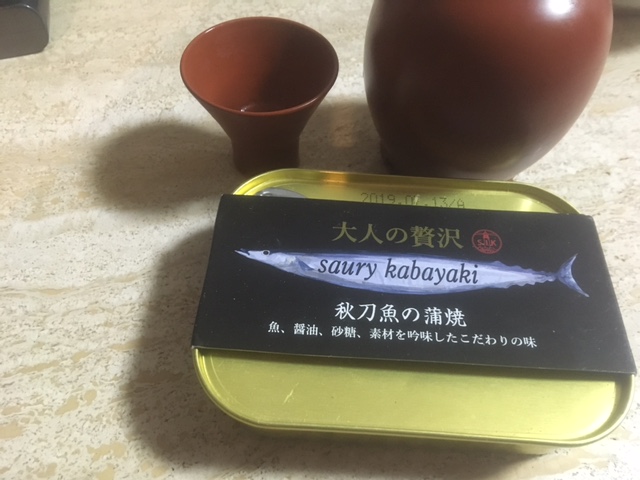 大人の贅沢
saury kabayaki
秋刀魚の蒲焼
魚、醤油、砂糖、素材を吟味したこだわりの味